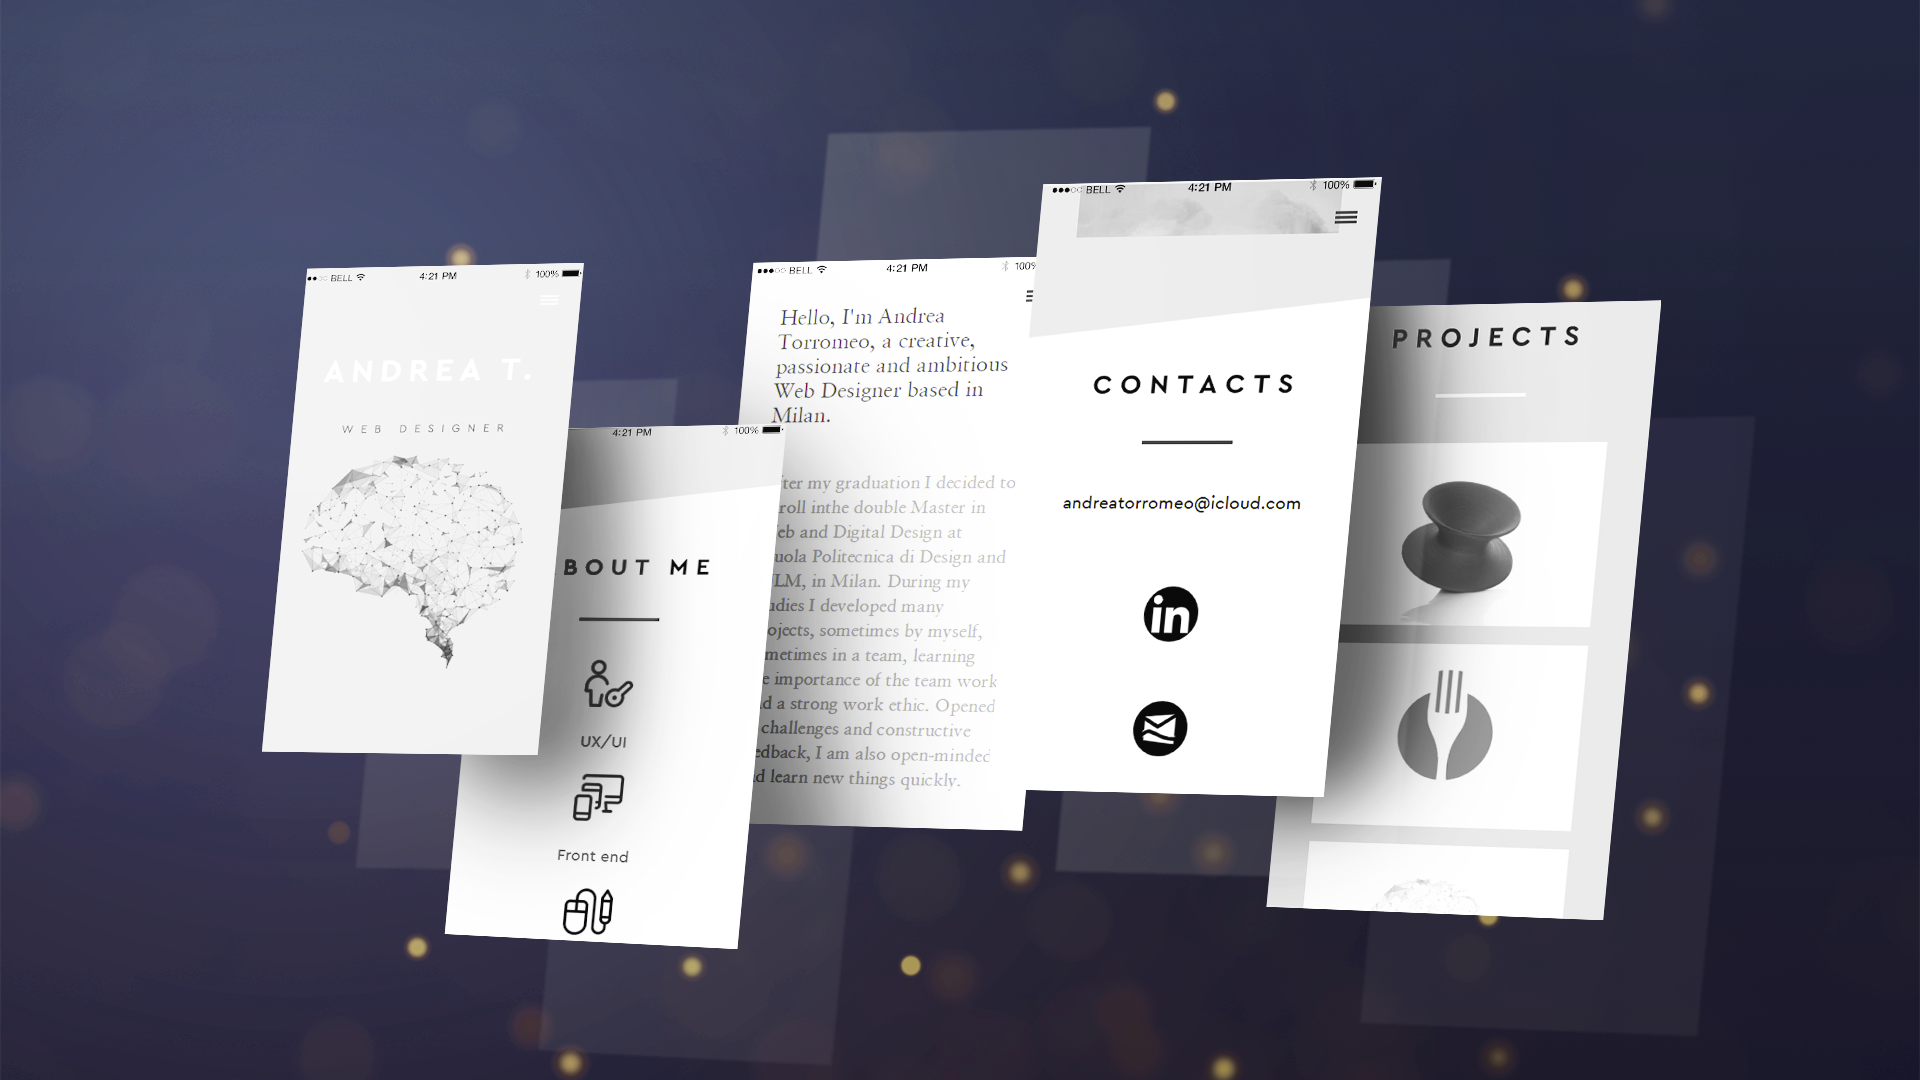 BELL 4:21 PM 100%
ANDREA T.
WEB DESIGNER
4:21 PM 100%
BOUT ME
UX/UI
Front end
BELL 4:21 PM 100%
Hello, I'm Andrea
Torromeo, a creative,
passionate and ambitious
Web Designer based in
Milan.
ter my graduation I decided to
roll inthe double Master in
eb and Digital Design at
uola Politecnica di Design and
LM, in Milan. During my
udies I developed many
ojects, sometimes by myself,
metimes in a team, learning
e importance of the team work
d a strong work ethic. Opened
challenges and constructive
edback, I am also open-minded
d learn new things quickly.
BELL 4:21 PM 100%
CONTACTS
andreatorromeo@icloud.com
in
PROJECTS